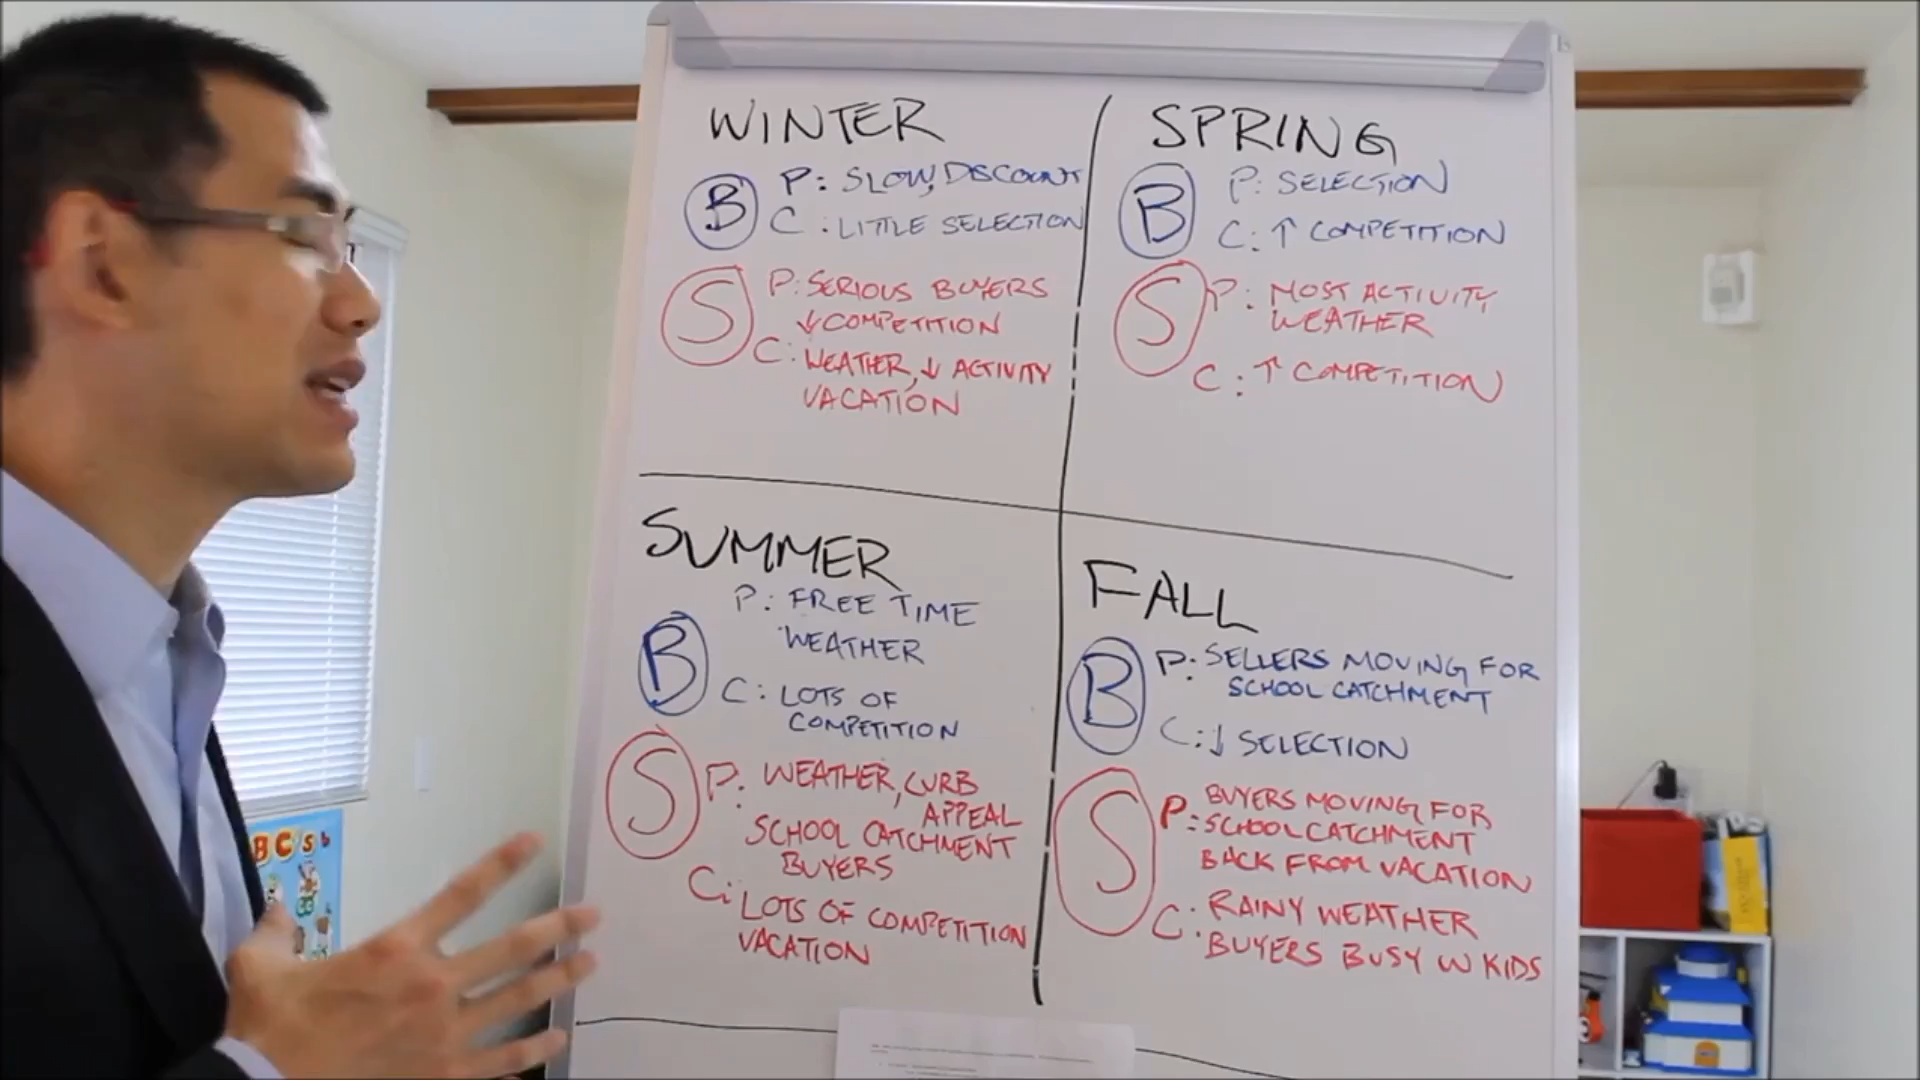 WINTER
B P: SLOW, DISCOUNT
C: LITTLE SELECTION
S P: SERIOUS BUYERS
↓ COMPETITION
C: WEATHER, ↓ ACTIVITY
VACATION
SPRING
B P: SELECTION
C: ↑ COMPETITION
S P: MOST ACTIVITY
WEATHER
C: ↑ COMPETITION
SUMMER
P: FREE TIME
WEATHER
B
C: LOTS OF
COMPETITION
S P: WEATHER, CURB
APPEAL
SCHOOL CATCHMENT
BUYERS
C: LOTS OF COMPETITION
VACATION
FALL
B P: SELLERS MOVING FOR
SCHOOL CATCHMENT
C: ↓ SELECTION
S P: BUYERS MOVING FOR
SCHOOL CATCHMENT
BACK FROM VACATION
C: RAINY WEATHER
BUYERS BUSY W KIDS
ABC's